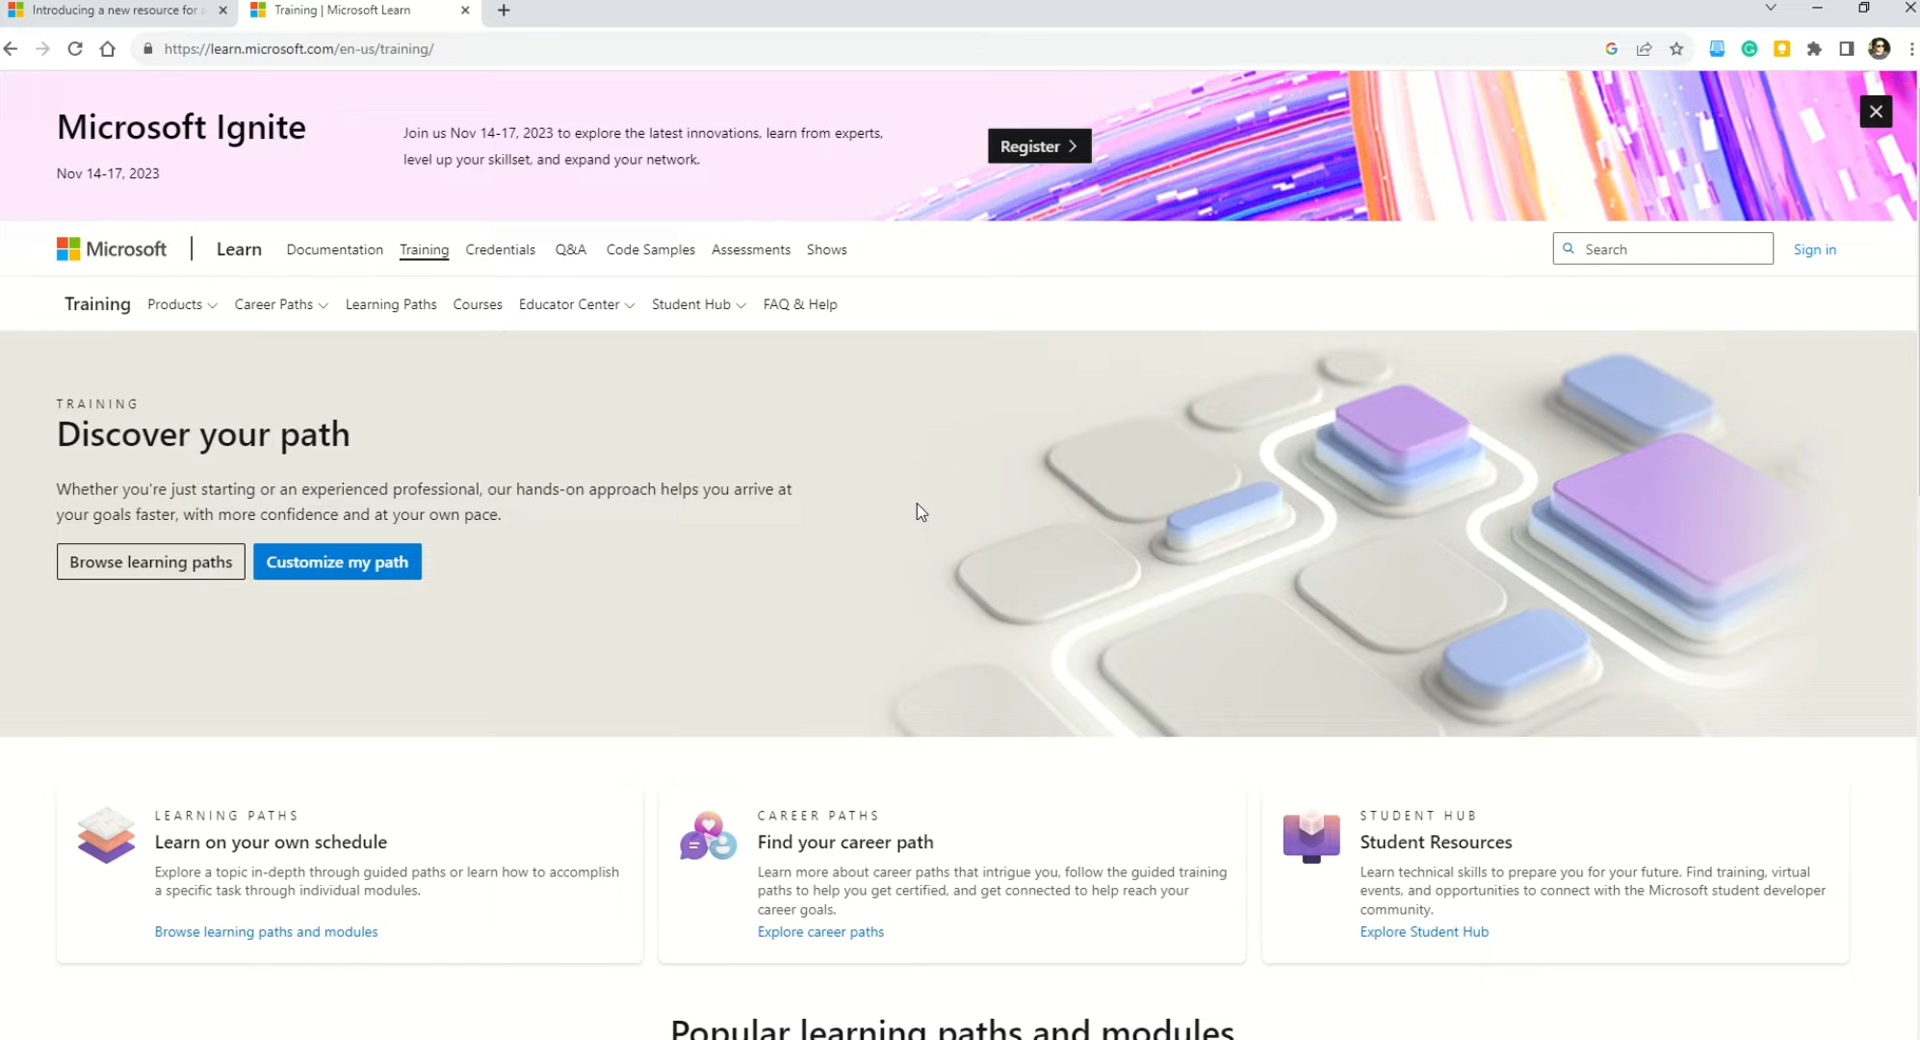 Introducing a new resource for a
Training | Microsoft Learn
https://learn.microsoft.com/en-us/training/
Microsoft Ignite
Nov 14-17, 2023
Join us Nov 14-17, 2023 to explore the latest innovations, learn from experts,
level up your skillset, and expand your network.
Register
Microsoft
Learn Documentation Training Credentials Q&A Code Samples Assessments Shows
Search
Sign in
Training Products Career Paths Learning Paths Courses Educator Center Student Hub FAQ & Help
TRAINING
Discover your path
Whether you're just starting or an experienced professional, our hands-on approach helps you arrive at
your goals faster, with more confidence and at your own pace.
Browse learning paths
Customize my path
LEARNING PATHS
Learn on your own schedule
Explore a topic in-depth through guided paths or learn how to accomplish
a specific task through individual modules.
Browse learning paths and modules
CAREER PATHS
Find your career path
Learn more about career paths that intrigue you, follow the guided training
paths to help you get certified, and get connected to help reach your
career goals.
Explore career paths
STUDENT HUB
Student Resources
Learn technical skills to prepare you for your future. Find training, virtual
events, and opportunities to connect with the Microsoft student developer
community.
Explore Student Hub
Popular learning paths and modules